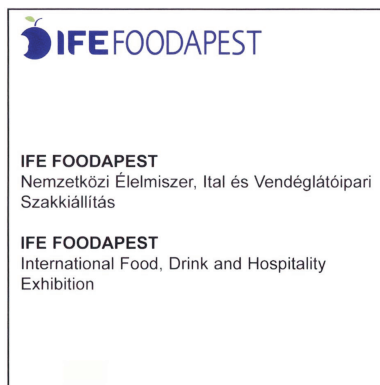 IFE FOODAPEST
IFE FOODAPEST
Nemzetközi Élelmiszer, Ital és Vendéglátóipari
Szakkiállítás
IFE FOODAPEST
International Food, Drink and Hospitality
Exhibition